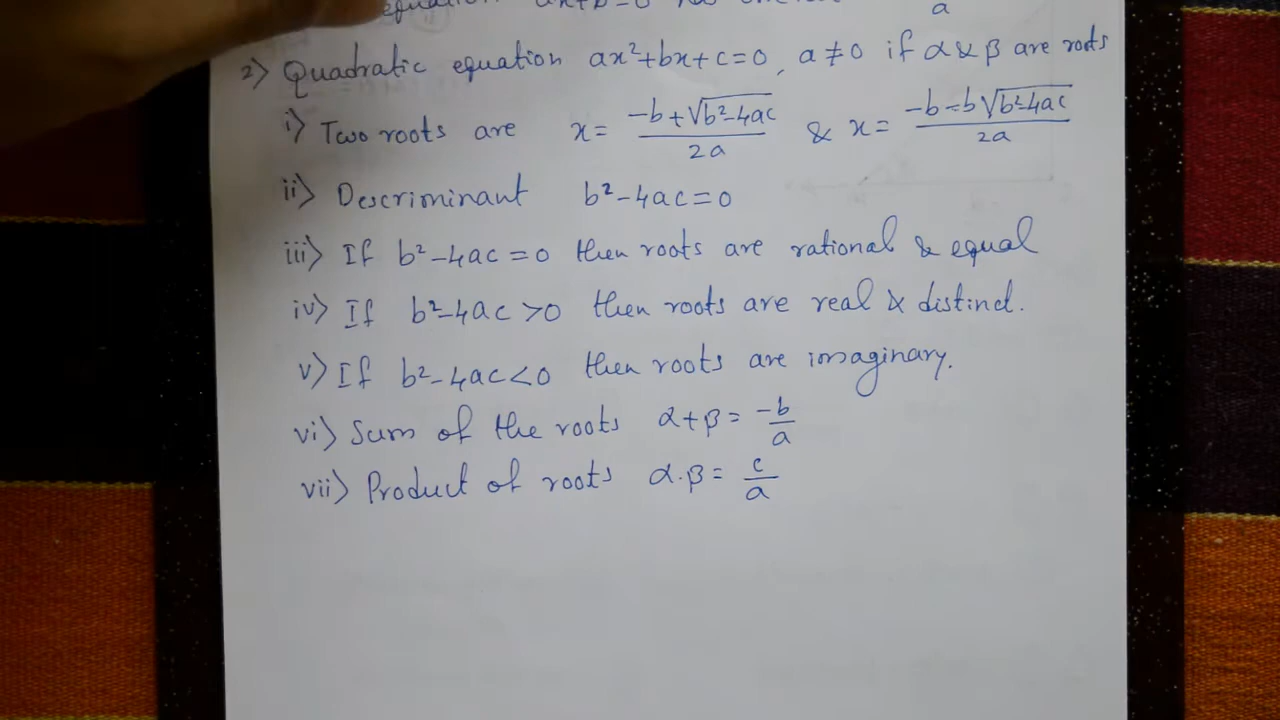 equation ax+b=0 a
2) Quadratic equation ax²+bx+c=0, a≠0 if α & β are roots
i) Two roots are x= (-b+√b²-4ac)/2a & x= (-b-b√b²-4ac)/2a
ii) Descriminant b²-4ac=0
iii) If b²-4ac=0 then roots are rational & equal
iv) If b²-4ac>0 then roots are real & distinct.
v) If b²-4ac<0 then roots are imaginary.
vi) Sum of the roots α+β = -b/a
vii) Product of roots α.β = c/a